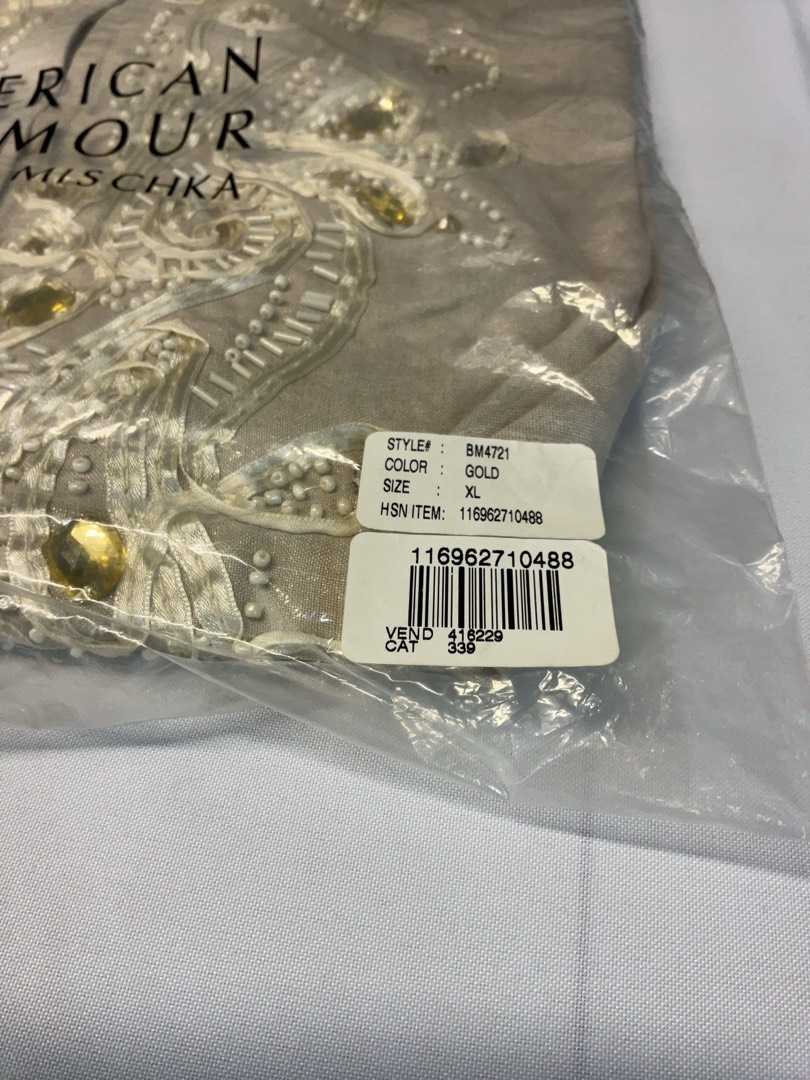 ERICAN
MOUR
MISCHKA
STYLE# : BM4721
COLOR : GOLD
SIZE : XL
HSN ITEM: 116962710488
116962710488
VEND 416229
CAT 339